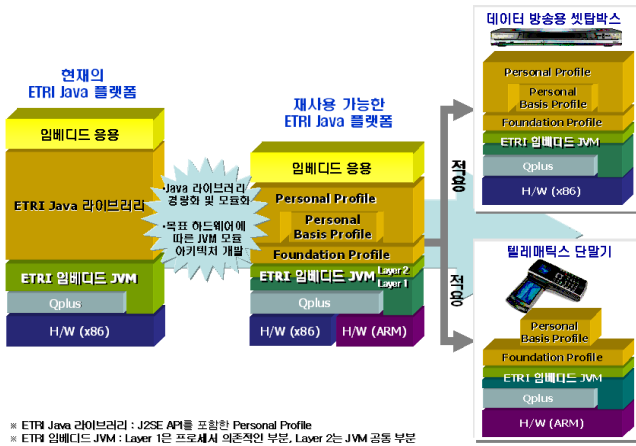 현재의
ETRI Java 플랫폼
임베디드 응용
ETRI Java 라이브러리
ETRI 임베디드 JVM
Qplus
H/W (x86)
•Java 라이브러리
경량화 및 모듈화
•목표 하드웨어에
따른 JVM 모듈
아키텍처 개발
재사용 가능한
ETRI Java 플랫폼
임베디드 응용
Personal Profile
Personal
Basis Profile
Foundation Profile
ETRI 임베디드 JVM
Layer 2
Layer 1
Qplus
H/W (x86)
H/W (ARM)
적용
적용
데이터 방송용 셋탑박스
Personal Profile
Personal
Basis Profile
Foundation Profile
ETRI 임베디드 JVM
Qplus
H/W (x86)
텔레매틱스 단말기
Personal
Basis Profile
Foundation Profile
ETRI 임베디드 JVM
Qplus
H/W (ARM)
※ ETRI Java 라이브러리 : J2SE API를 포함한 Personal Profile
※ ETRI 임베디드 JVM : Layer 1은 프로세서 의존적인 부분, Layer 2는 JVM 공통 부분